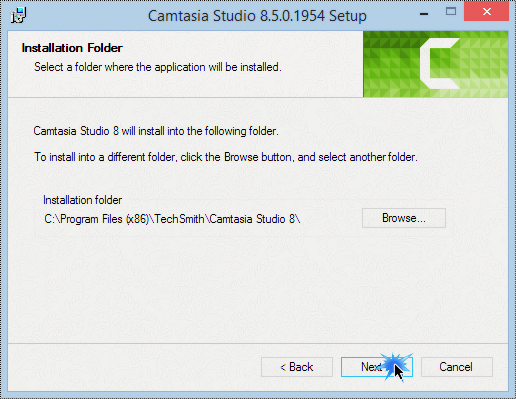 Camtasia Studio 8.5.0.1954 Setup
Installation Folder
Select a folder where the application will be installed.
Camtasia Studio 8 will install into the following folder.
To install into a different folder, click the Browse button, and select another folder.
Installation folder
C:\Program Files (x86)\TechSmith\Camtasia Studio 8\
Browse...
< Back
Next
Cancel